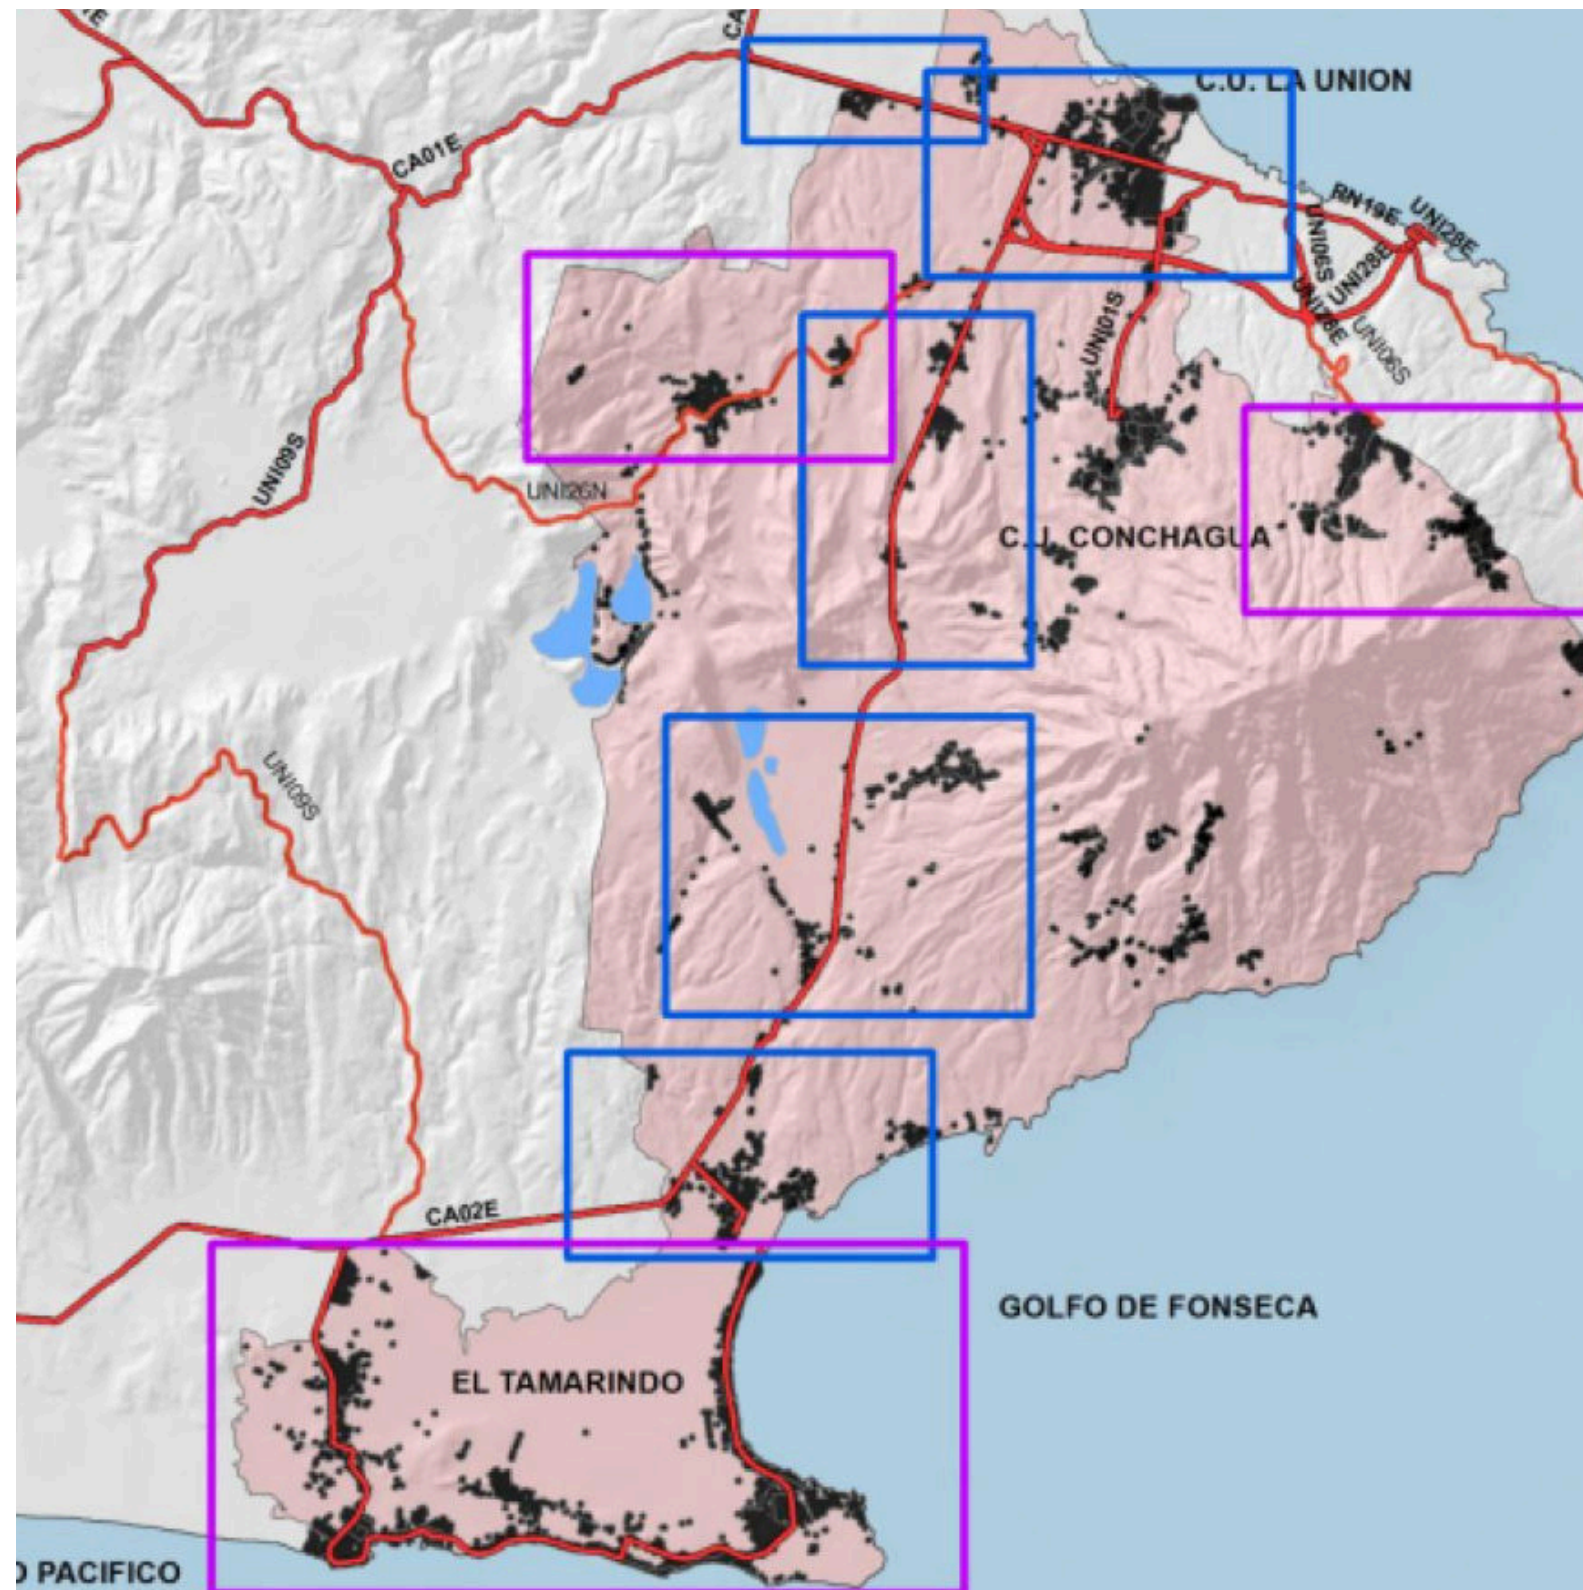 CA
C.U. LA UNION
CA01E
RN19E
UNI28E
UNI06S
UNI28E
UNI28E
UNI01S
UNI06S
UNI09S
UNI26N
C.U. CONCHAGUA
UNI09S
CA02E
GOLFO DE FONSECA
EL TAMARINDO
O PACIFICO